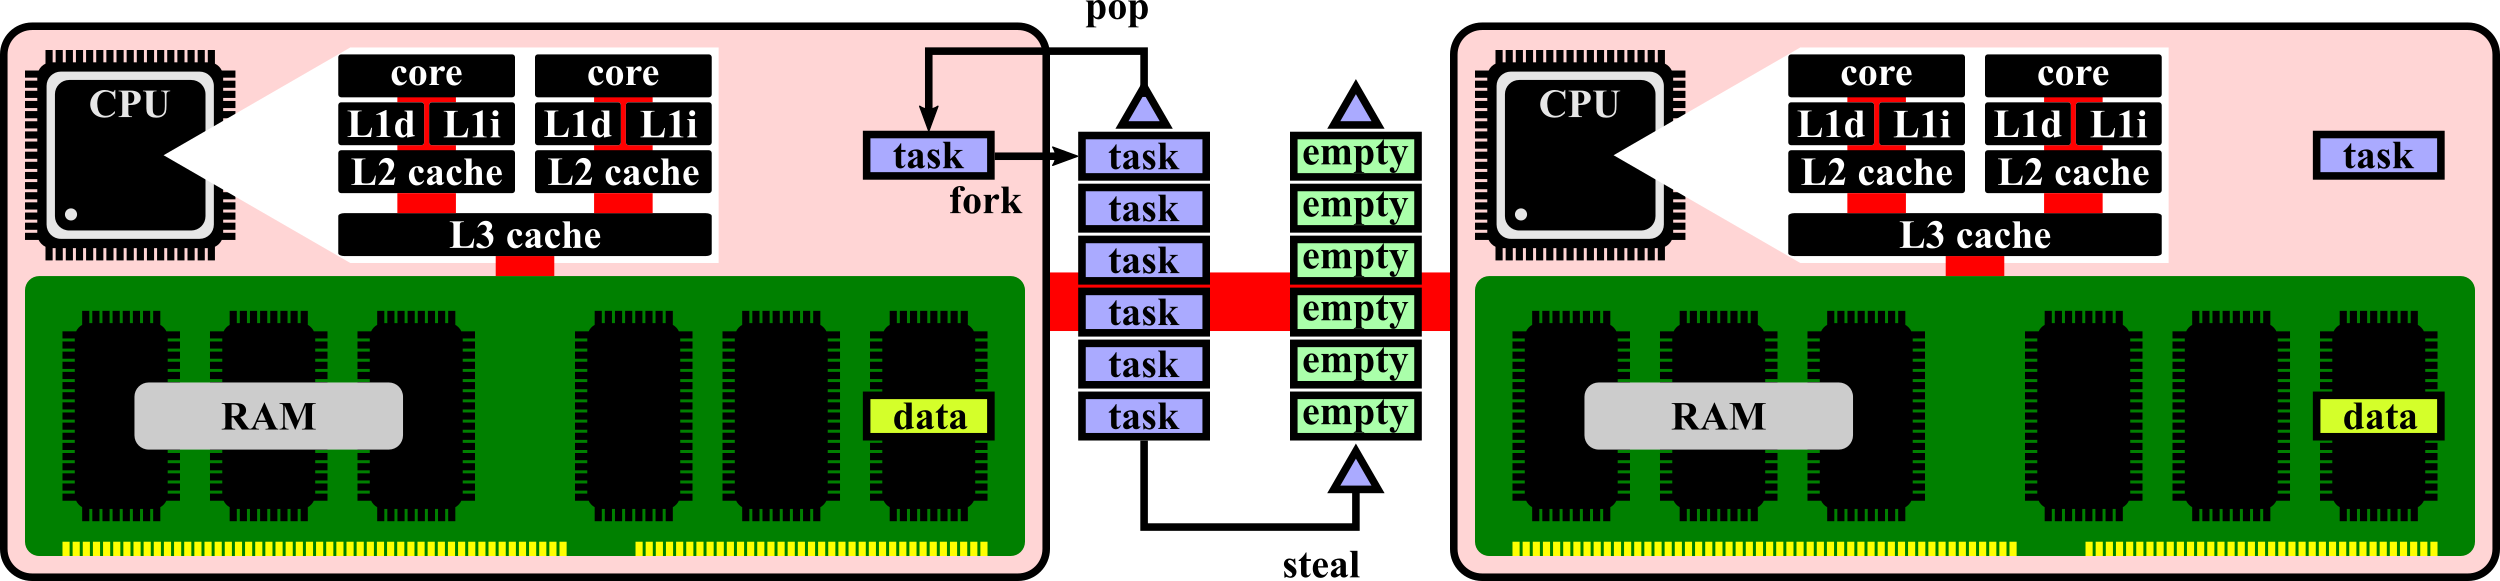 pop
CPU
core
core
L1d
L1i
L1d
L1i
L2 cache
L2 cache
L3 cache
RAM
data
task
fork
task
task
task
task
task
task
empty
empty
empty
empty
empty
empty
steal
CPU
core
core
L1d
L1i
L1d
L1i
L2 cache
L2 cache
L3 cache
task
RAM
data